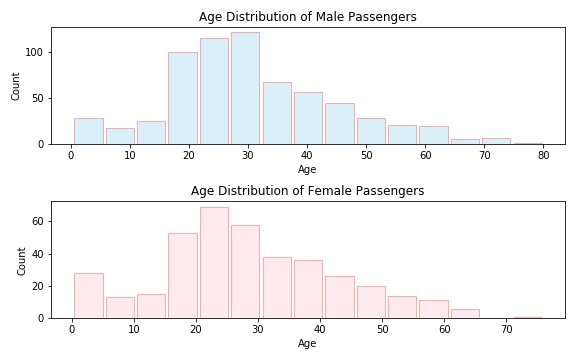 Age Distribution of Male Passengers
100
50
0
Count
0 10 20 30 40 50 60 70 80
Age
Age Distribution of Female Passengers
60
40
20
0
Count
0 10 20 30 40 50 60 70
Age